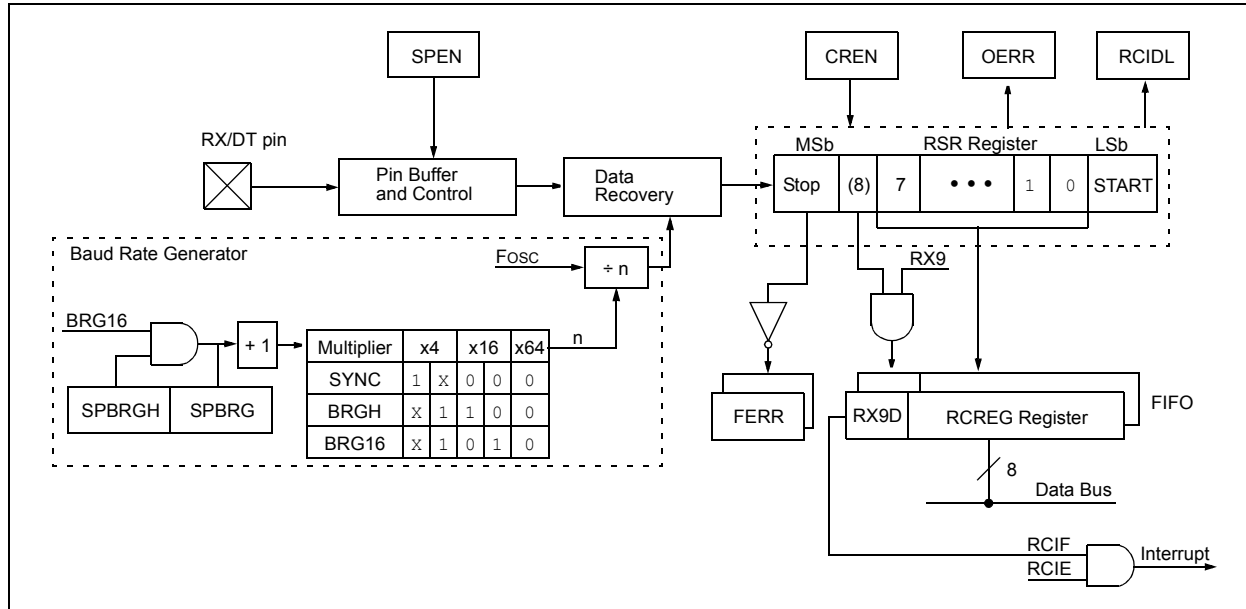 SPEN
CREN
OERR
RCIDL
RX/DT pin
MSb
RSR Register
LSb
Pin Buffer
and Control
Data
Recovery
Stop (8) 7 • • • 1 0 START
Baud Rate Generator
FOSC
÷ n
RX9
BRG16
+ 1
n
Multiplier x4 x16 x64
SYNC 1 X 0 0 0
BRGH X 1 1 0 0
BRG16 X 1 0 1 0
SPBRGH SPBRG
FERR
RX9D RCREG Register
FIFO
8
Data Bus
RCIF
RCIE
Interrupt